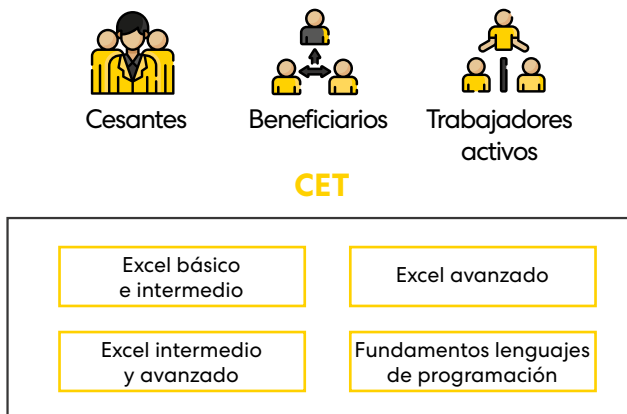 Cesantes
Beneficiarios
Trabajadores
activos
CET
Excel básico
e intermedio
Excel avanzado
Excel intermedio
y avanzado
Fundamentos lenguajes
de programación